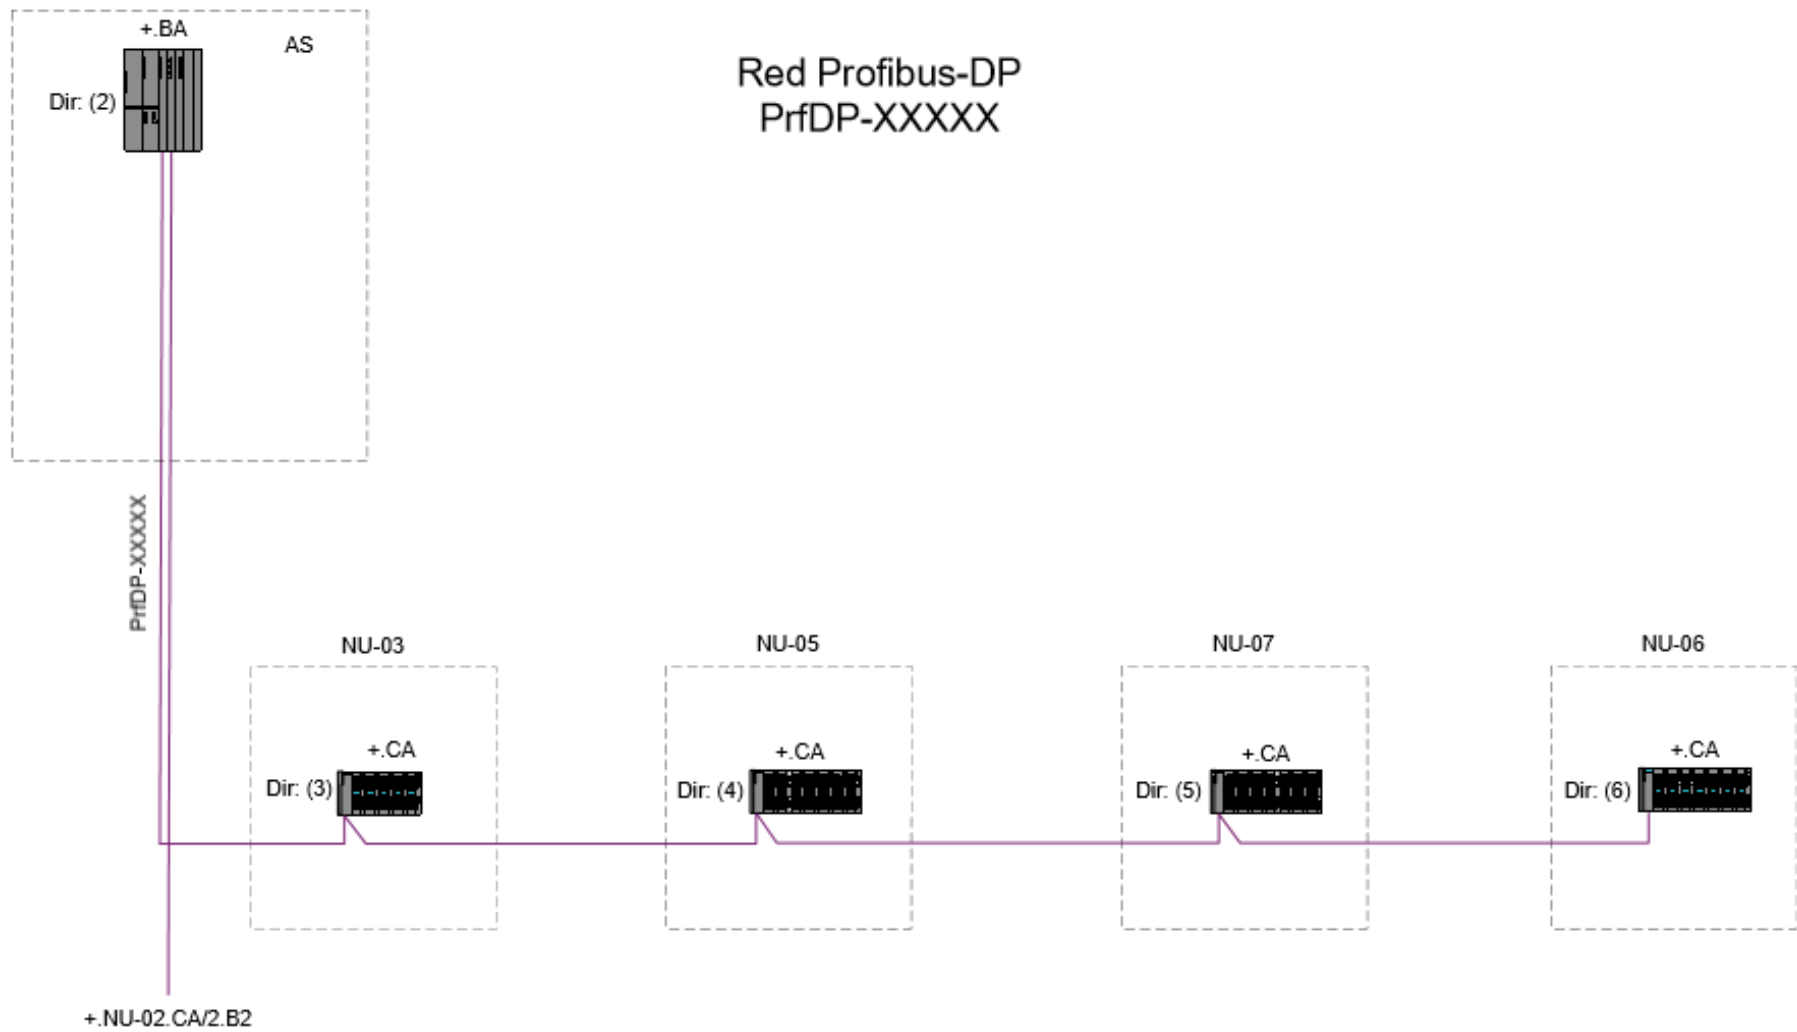 +.BA
AS
Dir: (2)
Red Profibus-DP
PrfDP-XXXXX
PrfDP-XXXXX
NU-03
NU-05
NU-07
NU-06
+.CA
+.CA
+.CA
+.CA
Dir: (3)
Dir: (4)
Dir: (5)
Dir: (6)
+.NU-02.CA/2.B2